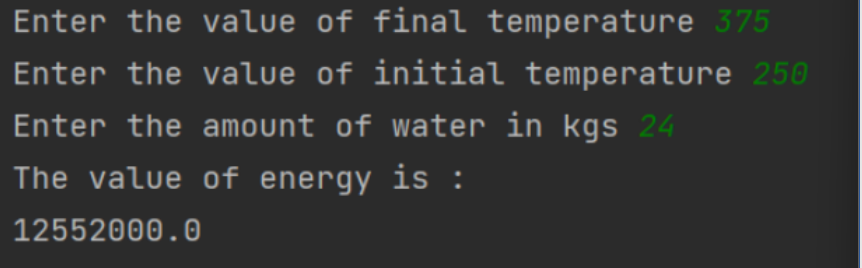 Enter the value of final temperature 375
Enter the value of initial temperature 250
Enter the amount of water in kgs 24
The value of energy is :
12552000.0